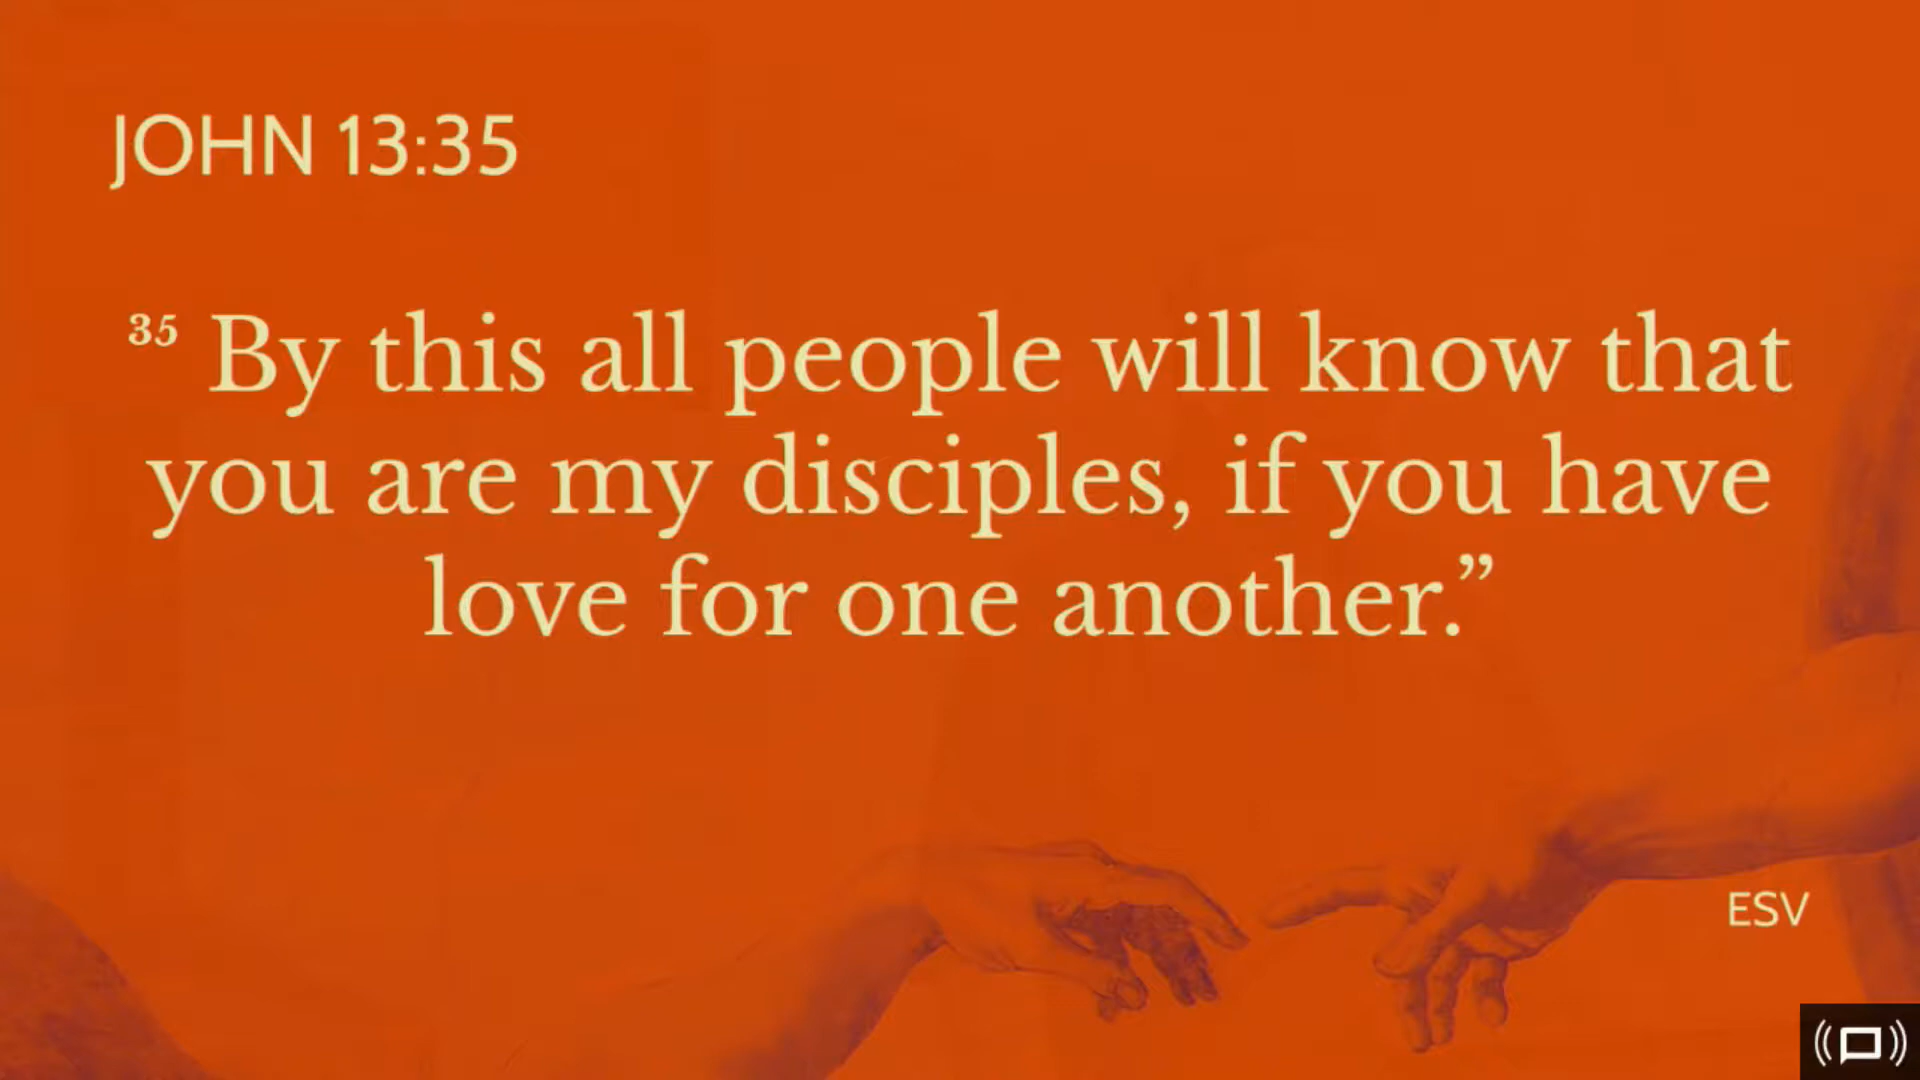 JOHN 13:35
³⁵ By this all people will know that
you are my disciples, if you have
love for one another.”
ESV